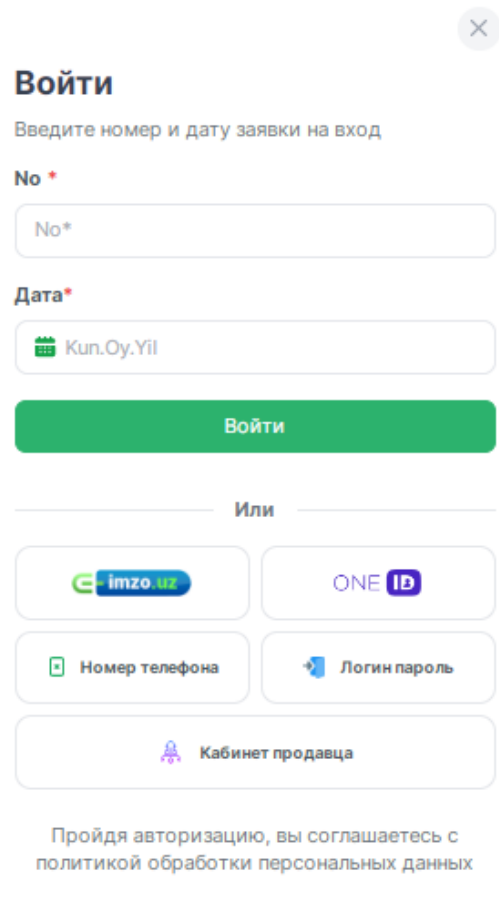 Войти
Введите номер и дату заявки на вход
No *
No*
Дата*
Kun.Oy.Yil
Войти
Или
E-imzo.uz
ONE ID
Номер телефона
Логин пароль
Кабинет продавца
Пройдя авторизацию, вы соглашаетесь с
политикой обработки персональных данных